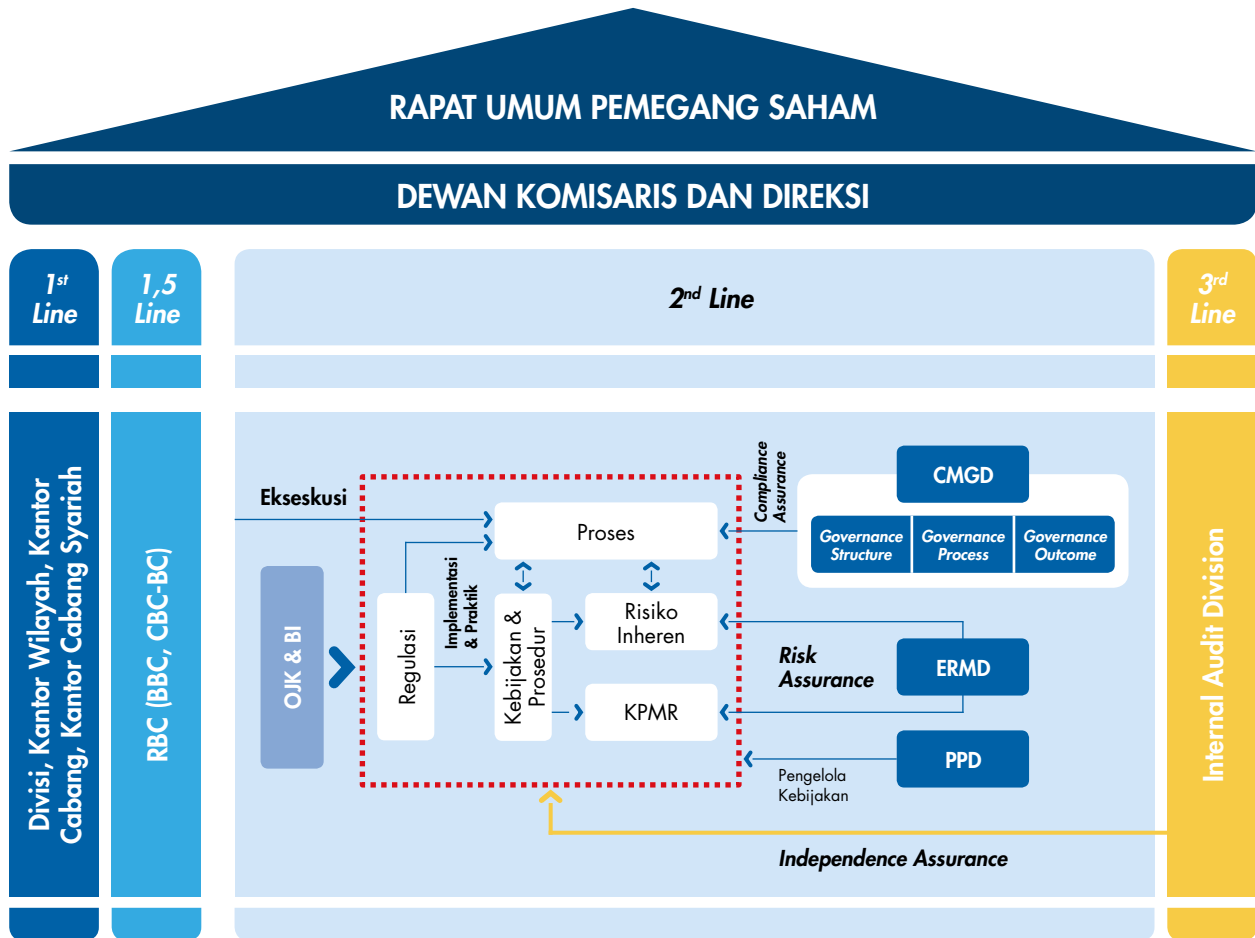 RAPAT UMUM PEMEGANG SAHAM
DEWAN KOMISARIS DAN DIREKSI
1st
Line
1,5
Line
2nd Line
3rd
Line
Divisi, Kantor Wilayah, Kantor
Cabang, Kantor Cabang Syariah
RBC (BBC, CBC-BC)
Ekseskusi
OJK & BI
Regulasi
Implementasi
& Praktik
Kebijakan &
Prosedur
Proses
Risiko
Inheren
KPMR
Compliance
Assurance
CMGD
Governance
Structure
Governance
Process
Governance
Outcome
Risk
Assurance
ERMD
PPD
Pengelola
Kebijakan
Independence Assurance
Internal Audit Division